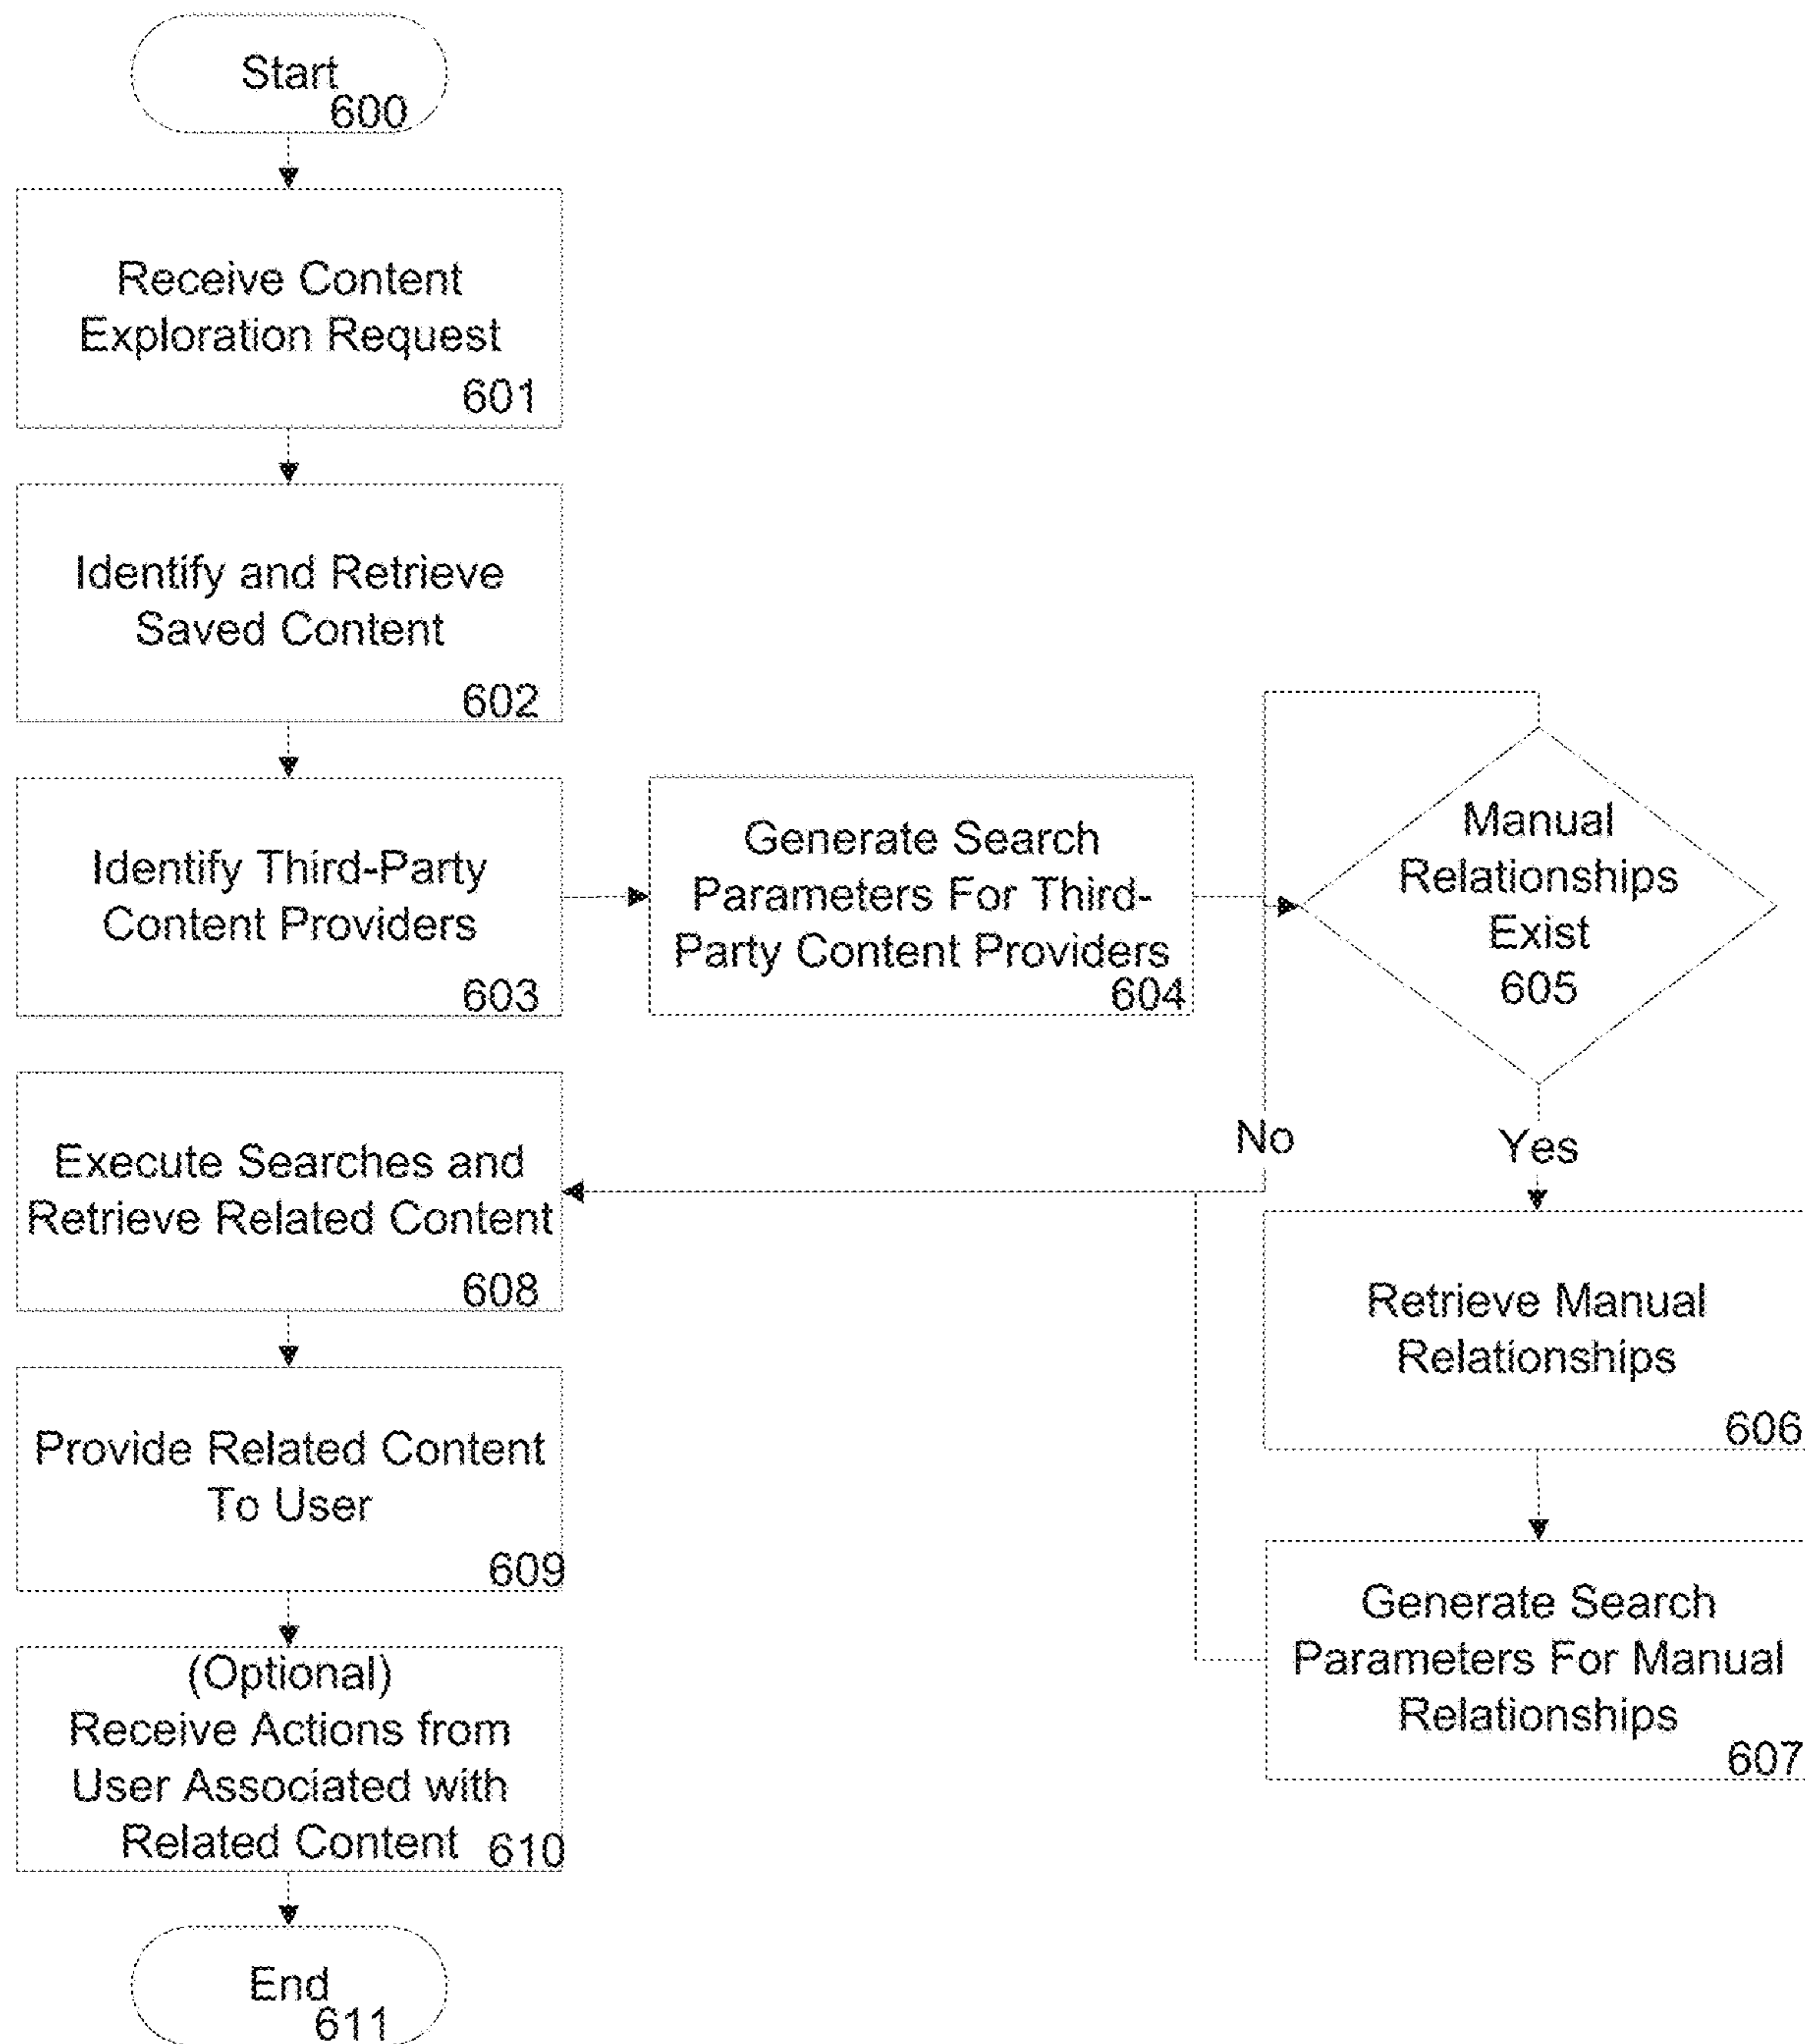 Start
600
Receive Content
Exploration Request
601
Identify and Retrieve
Saved Content
602
Identify Third-Party
Content Providers
603
Generate Search
Parameters For Third-
Party Content Providers
604
Manual
Relationships
Exist
605
No
Yes
Retrieve Manual
Relationships
606
Generate Search
Parameters For Manual
Relationships
607
Execute Searches and
Retrieve Related Content
608
Provide Related Content
To User
609
(Optional)
Receive Actions from
User Associated with
Related Content 610
End
611